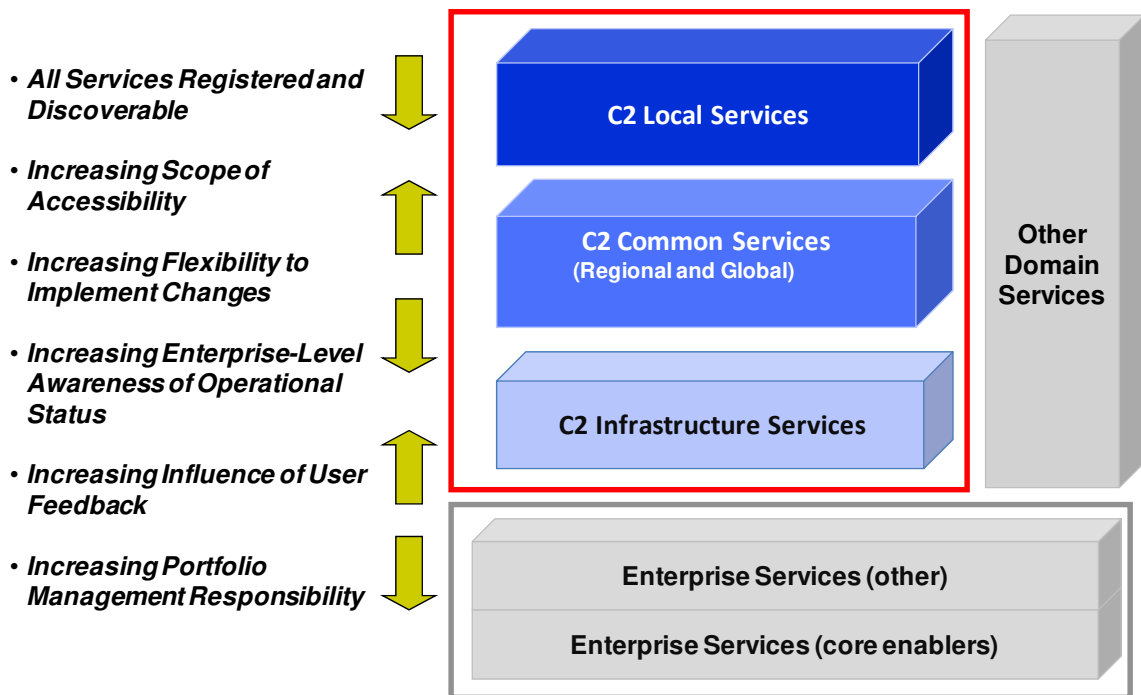 • All Services Registered and
Discoverable
• Increasing Scope of
Accessibility
• Increasing Flexibility to
Implement Changes
• Increasing Enterprise-Level
Awareness of Operational
Status
• Increasing Influence of User
Feedback
• Increasing Portfolio
Management Responsibility
C2 Local Services
C2 Common Services
(Regional and Global)
C2 Infrastructure Services
Other
Domain
Services
Enterprise Services (other)
Enterprise Services (core enablers)